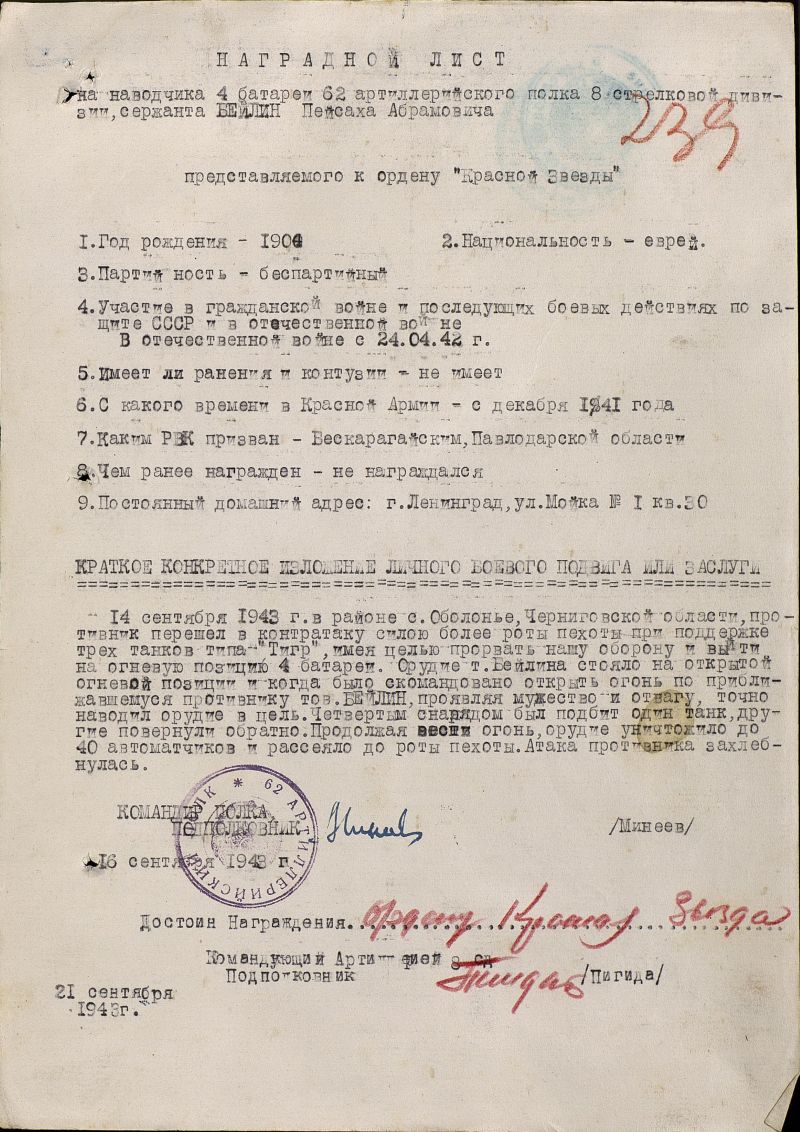 НАГРАДНОЙ ЛИСТ
на наводчика 4 батареи 62 артиллерийского полка 8 стрелковой диви-
зии, сержанта БЕЙЛИН Пейсаха Абрамовича
239
представляемого к ордену "Красной Звезды"
1.Год рождения - 1904
2.Национальность - еврей.
3.Партий ность - беспартийный
4.Участие в гражданской войне и последующих боевых действиях по за-
щите СССР и в отечественной войне
В отечественной войне с 24.04.42 г.
5.Имеет ли ранения и контузии - не имеет
6.С какого времени в Красной Армии - с декабря 1941 года
7.Каким РВК призван - Бескарагайским, Павлодарской области
8.Чем ранее награжден - не награждался
9.Постоянный домашний адрес: г.Ленинград, ул.Мойка № 1 кв.30
КРАТКОЕ КОНКРЕТНОЕ ИЗЛОЖЕНИЕ ЛИЧНОГО БОЕВОГО ПОДВИГА ИЛИ ЗАСЛУГИ
14 сентября 1943 г.в районе с.Оболонье, Черниговской области, про-
тивник перешел в контратаку силою более роты пехоты при поддержке
трех танков типа "Тигр", имея целью прорвать нашу оборону и выйти
на огневую позицию 4 батареи. Орудие т.Бейлина стояло на открытой
огневой позиции и когда было скомандовано открыть огонь по прибли-
жавшемуся противнику тов.БЕЙЛИН, проявляя мужество и отвагу, точно
наводил орудие в цель. Четвертым снарядом был подбит один танк, дру-
гие повернули обратно. Продолжая вести огонь, орудие уничтожило до
40 автоматчиков и рассеяло до роты пехоты. Атака противника захлеб-
нулась.
КОМАНДИР ПОЛКА,
ПОДПОЛКОВНИК
/Минеев/
62 АРТИЛЛЕРИЙСКИЙ ПОЛК
16 сентября 1943 г.
Достоин Награждения ордену Красная Звезда
Командующий Артиллерией 8 сд
Подполковник
/Пигида/
21 сентября
1943г.